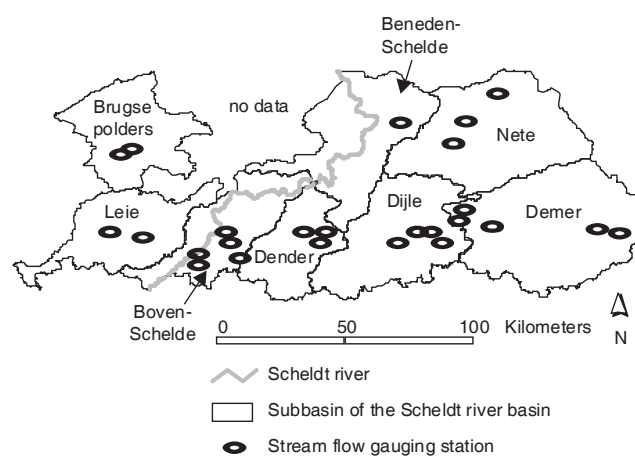 Beneden-
Schelde
Brugse
polders
no data
Nete
Leie
Dijle
Demer
Dender
Boven-
Schelde
0 50 100 Kilometers
N
Scheldt river
Subbasin of the Scheldt river basin
Stream flow gauging station